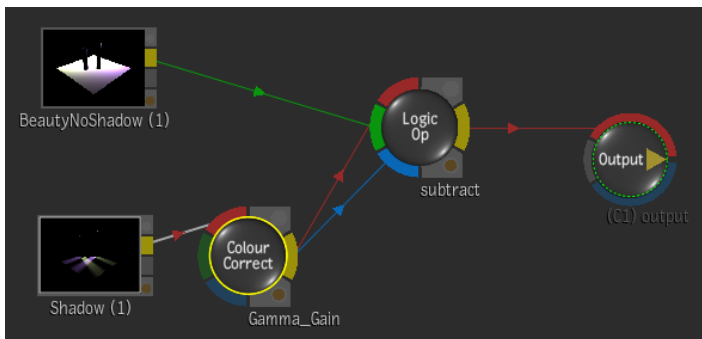 BeautyNoShadow (1)
Logic
Op
subtract
Output
(C1) output
Shadow (1)
Colour
Correct
Gamma_Gain